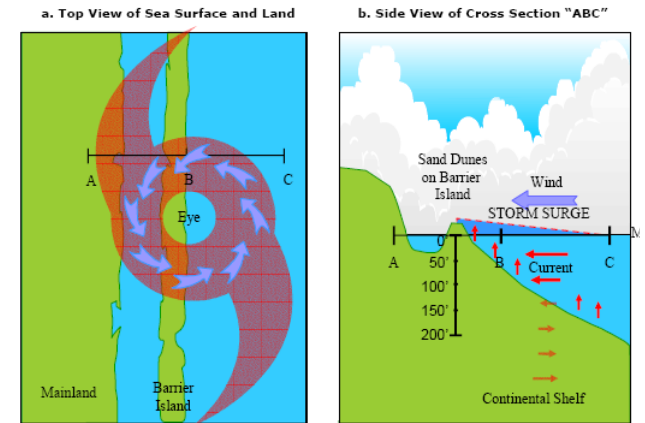 a. Top View of Sea Surface and Land
A
B
C
Eye
Mainland
Barrier
Island
b. Side View of Cross Section “ABC”
Sand Dunes
on Barrier
Island
Wind
STORM SURGE
M
A
B
C
0'
50'
100'
150'
200'
Current
Continental Shelf